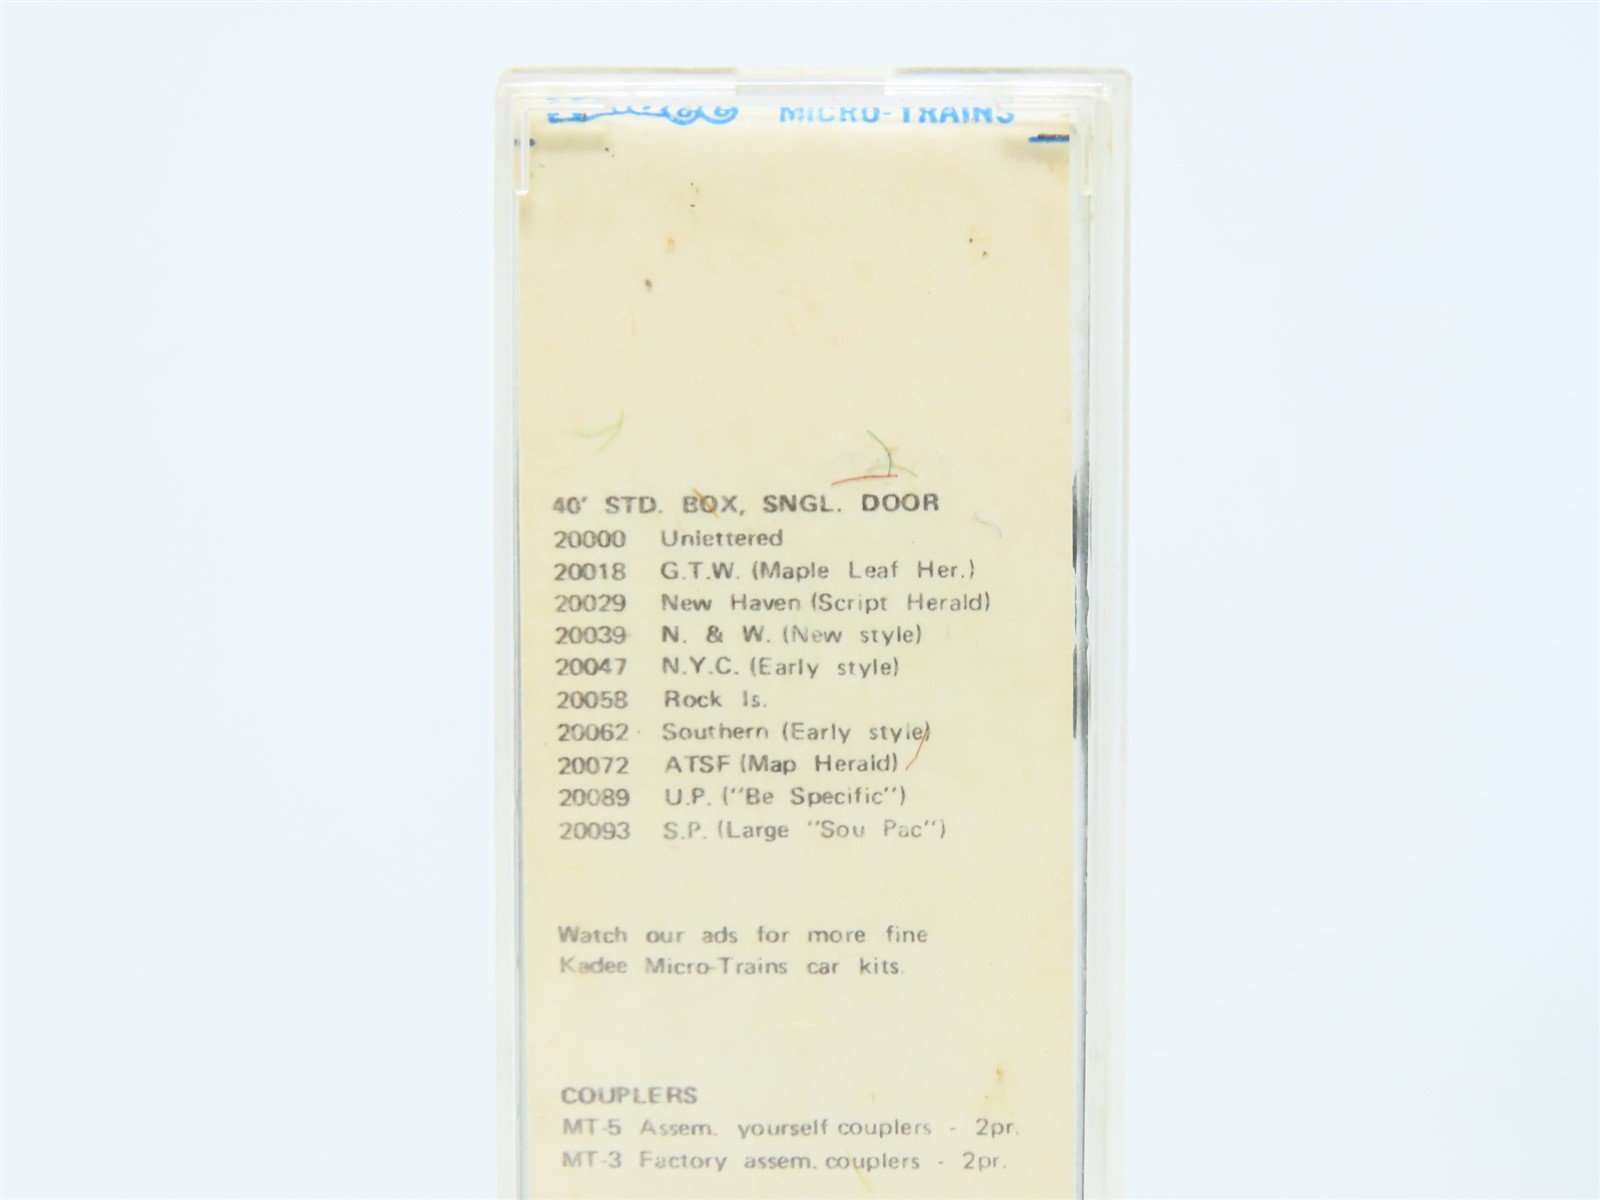 MICRO-TRAINS
40' STD. BOX, SNGL. DOOR
20000 Unlettered
20018 G.T.W. (Maple Leaf Her.)
20029 New Haven (Script Herald)
20039 N. & W. (New style)
20047 N.Y.C. (Early style)
20058 Rock Is.
20062 Southern (Early style)
20072 ATSF (Map Herald)
20089 U.P. (''Be Specific'')
20093 S.P. (Large ''Sou Pac'')
Watch our ads for more fine
Kadee Micro-Trains car kits.
COUPLERS
MT-5 Assem. yourself couplers - 2pr.
MT-3 Factory assem. couplers - 2pr.